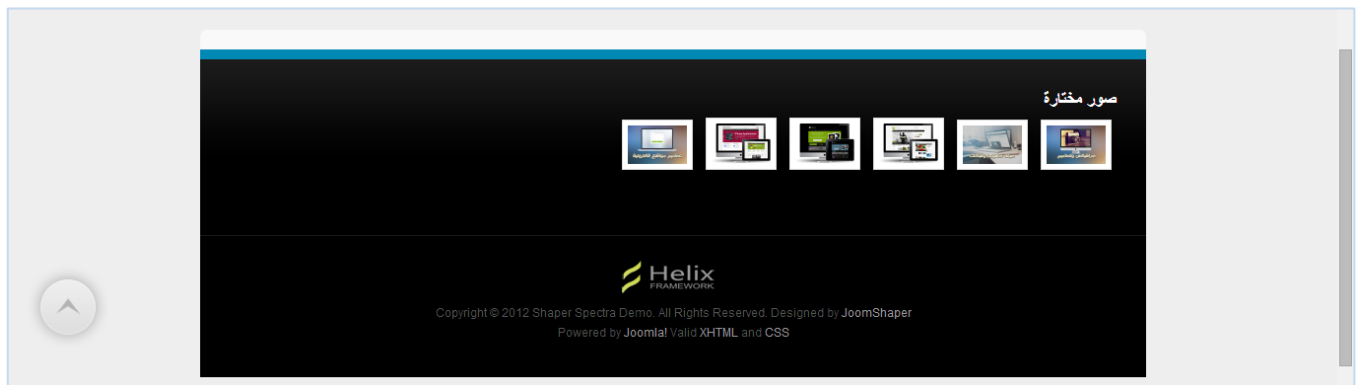 صور مختارة
Helix
FRAMEWORK
Copyright © 2012 Shaper Spectra Demo. All Rights Reserved. Designed by JoomShaper
Powered by Joomla! Valid XHTML and CSS